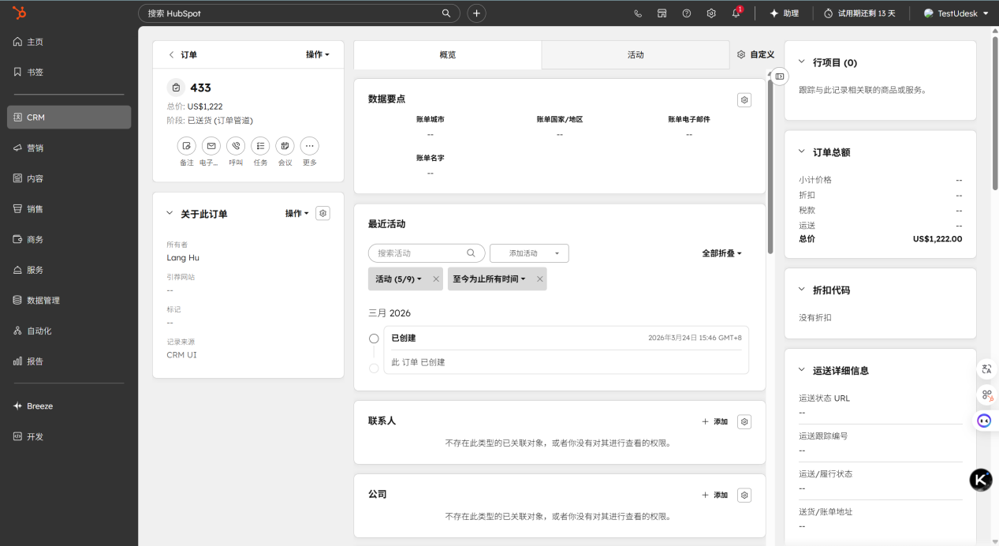 搜索 HubSpot
1
助理
试用期还剩 13 天
TestUdesk
主页
书签
CRM
营销
内容
销售
商务
服务
数据管理
自动化
报告
Breeze
开发
订单
操作
433
总价: US$1,222
阶段: 已送货 (订单管道)
备注
电子...
呼叫
任务
会议
更多
关于此订单
操作
所有者
Lang Hu
引荐网站
--
标记
--
记录来源
CRM UI
概览
活动
自定义
数据要点
账单城市
账单国家/地区
账单电子邮件
--
--
--
账单名字
--
最近活动
搜索活动
添加活动
全部折叠
活动 (5/9)
至今为止所有时间
三月 2026
已创建
2026年3月24日 15:46 GMT+8
此 订单 已创建
联系人
+ 添加
不存在此类型的已关联对象，或者你没有对其进行查看的权限。
公司
+ 添加
不存在此类型的已关联对象，或者你没有对其进行查看的权限。
行项目 (0)
跟踪与此记录相关联的商品或服务。
订单总额
小计价格 --
折扣 --
税款 --
运送 --
总价 US$1,222.00
折扣代码
没有折扣
运送详细信息
运送状态 URL
--
运送跟踪编号
--
运送/履行状态
--
送货/账单地址
--
K